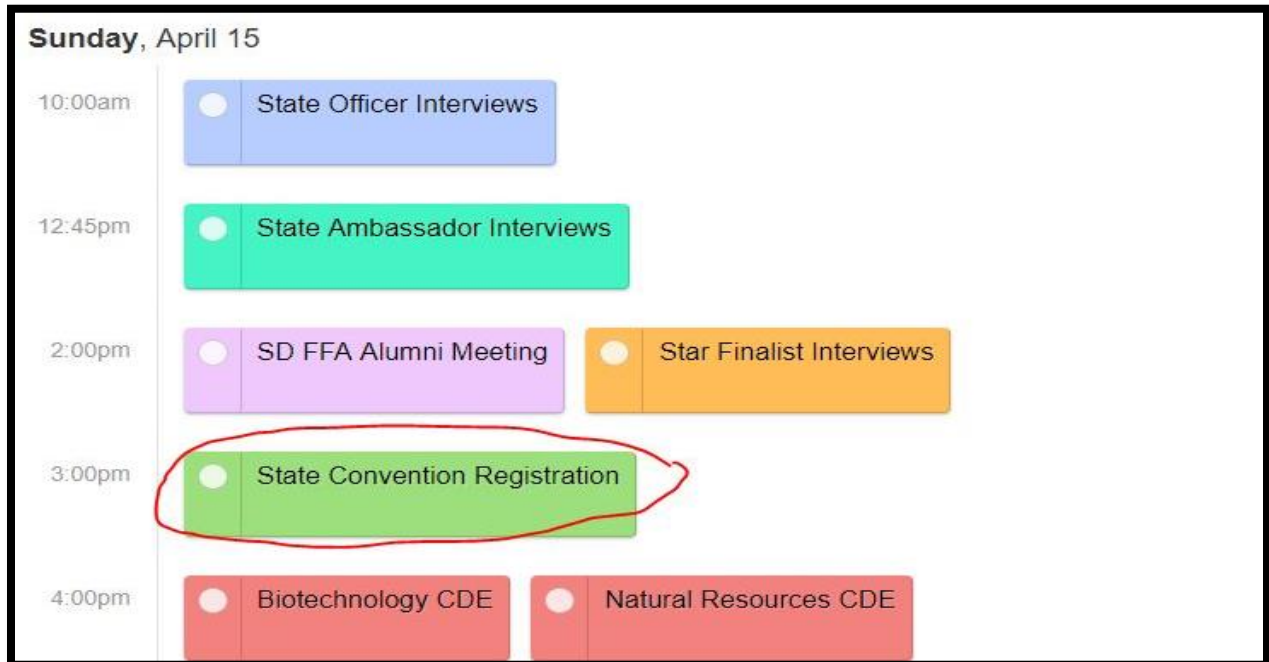 Sunday, April 15
10:00am State Officer Interviews
12:45pm State Ambassador Interviews
2:00pm SD FFA Alumni Meeting Star Finalist Interviews
3:00pm State Convention Registration
4:00pm Biotechnology CDE Natural Resources CDE